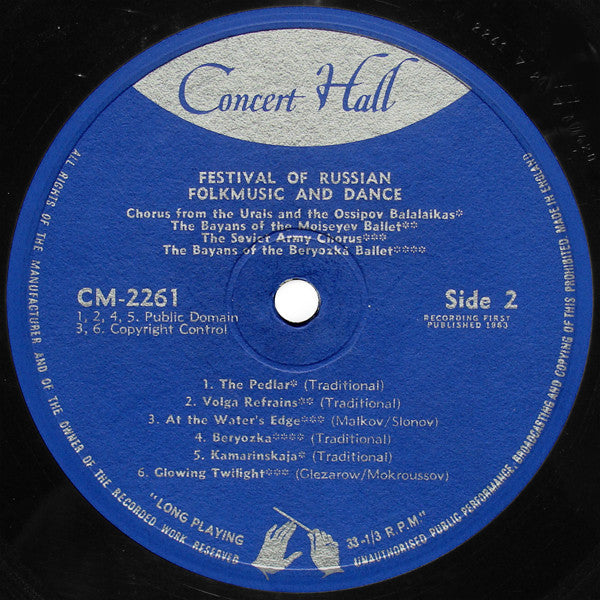 Concert Hall
FESTIVAL OF RUSSIAN
FOLKMUSIC AND DANCE
Chorus from the Urals and the Ossipov Balalaikas*
The Bayans of the Moiseyev Ballet**
The Soviet Army Chorus***
The Bayans of the Beryozka Ballet****
CM-2261
Side 2
1, 2, 4, 5. Public Domain
3, 6. Copyright Control
RECORDING FIRST
PUBLISHED 1963
1. The Pedlar* (Traditional)
2. Volga Refrains** (Traditional)
3. At the Water's Edge*** (Malkov/Slonov)
4. Beryozka**** (Traditional)
5. Kamarinskaja* (Traditional)
6. Glowing Twilight*** (Glezarow/Mokroussov)
"LONG PLAYING
33-1/3 R.P.M"
ALL RIGHTS OF THE MANUFACTURER AND OF THE OWNER OF THE RECORDED WORK RESERVED
UNAUTHORISED PUBLIC PERFORMANCE, BROADCASTING AND COPYING OF THIS PROHIBITED MADE IN ENGLAND